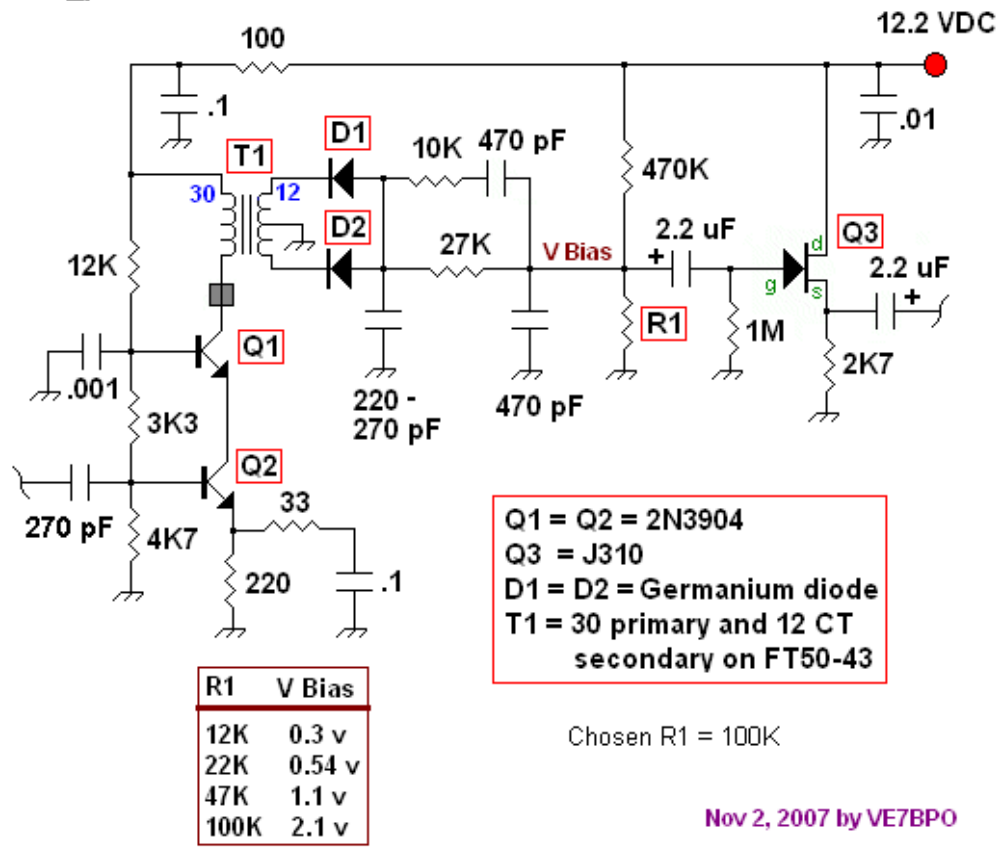 12.2 VDC
100
.1
.01
D1
470 pF
10K
T1
30
12
470K
D2
2.2 uF
Q3
d
27K
V Bias
+
2.2 uF
12K
g
s
+
R1
1M
Q1
.001
2K7
220 -
270 pF
470 pF
3K3
Q2
33
270 pF
4K7
220
.1
Q1 = Q2 = 2N3904
Q3 = J310
D1 = D2 = Germanium diode
T1 = 30 primary and 12 CT
secondary on FT50-43
R1 V Bias
12K 0.3 v
22K 0.54 v
47K 1.1 v
100K 2.1 v
Chosen R1 = 100K
Nov 2, 2007 by VE7BPO